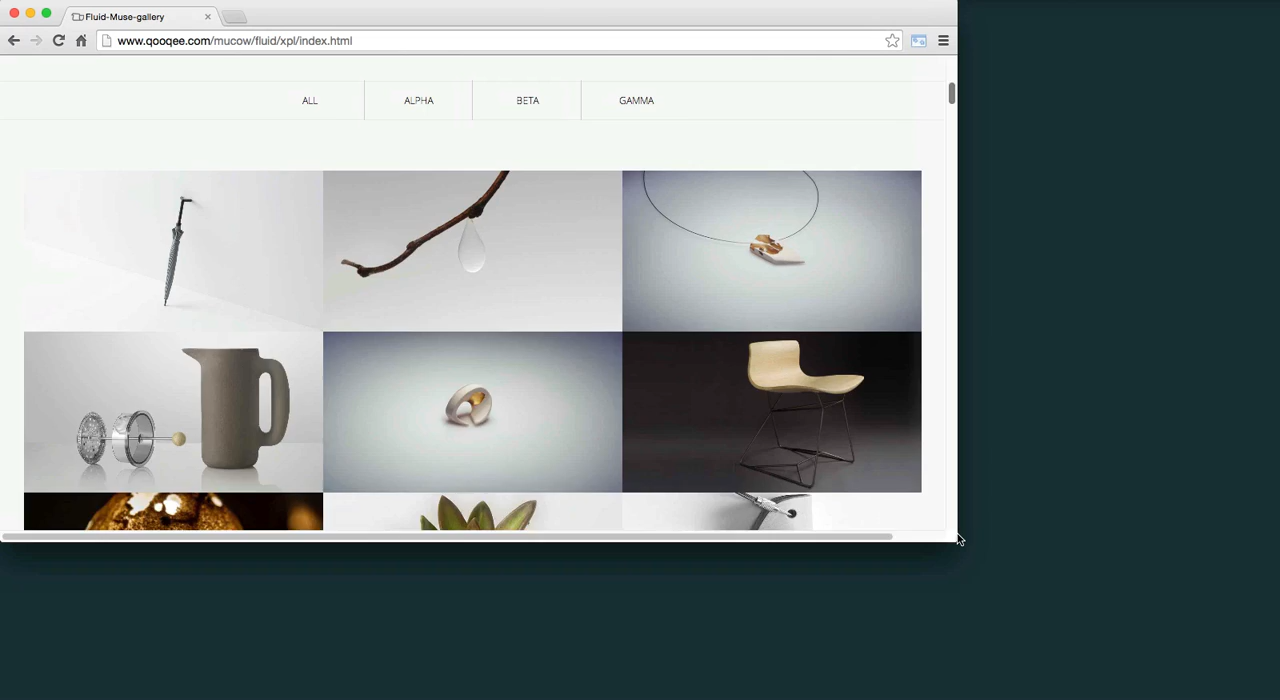 Fluid-Muse-gallery
www.qooqee.com/mucow/fluid/xpl/index.html
ALL
ALPHA
BETA
GAMMA